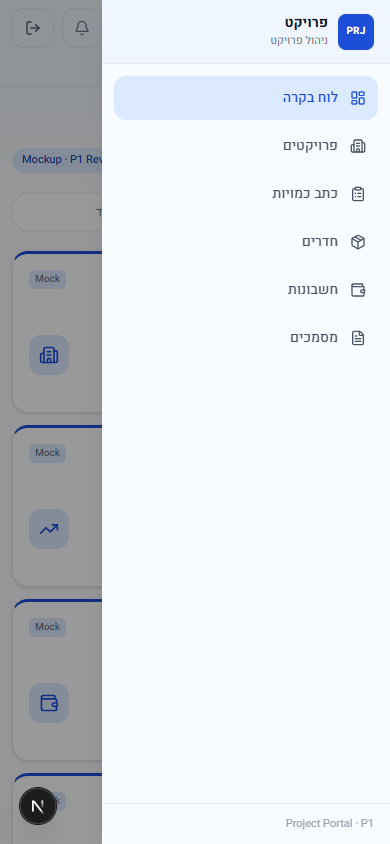 PRJ
פרויקט
ניהול פרויקט
לוח בקרה
פרויקטים
כתב כמויות
חדרים
חשבונות
מסמכים
Project Portal · P1
Mockup · P1 Rev
Mock
Mock
Mock